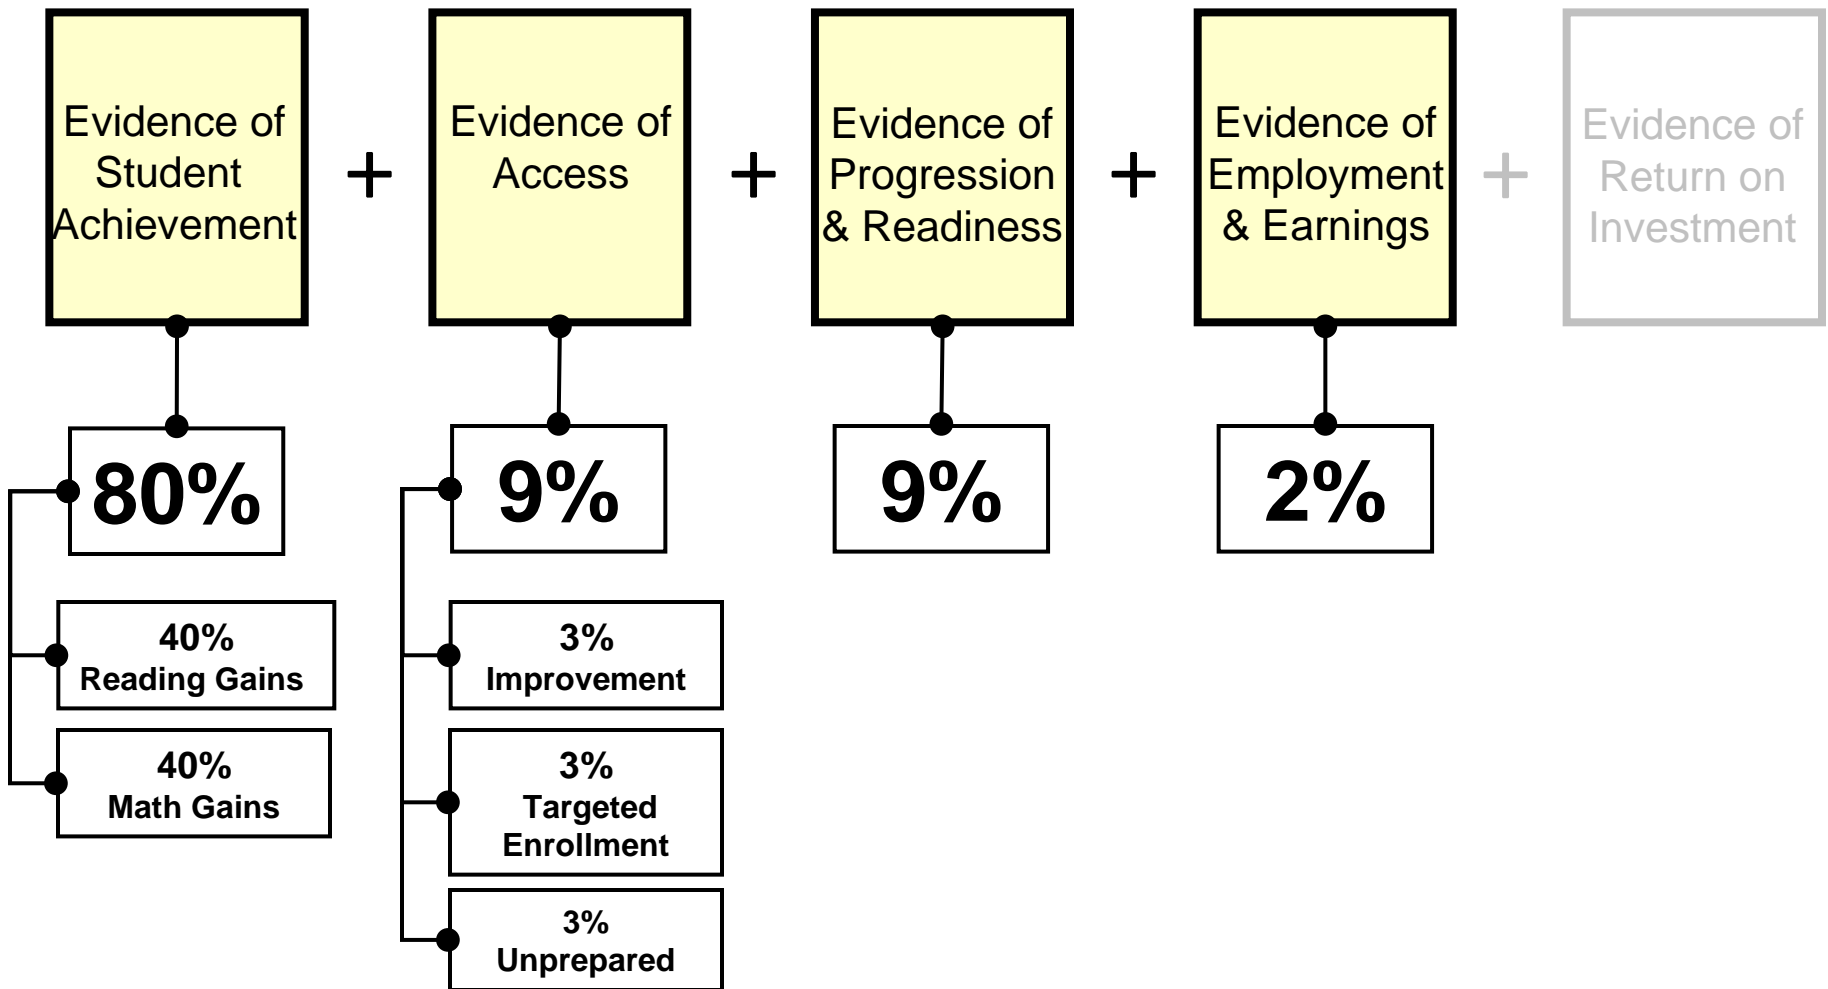 Evidence of
Student
Achievement
+
Evidence of
Access
+
Evidence of
Progression
& Readiness
+
Evidence of
Employment
& Earnings
+
Evidence of
Return on
Investment
80%
9%
9%
2%
40%
Reading Gains
40%
Math Gains
3%
Improvement
3%
Targeted
Enrollment
3%
Unprepared